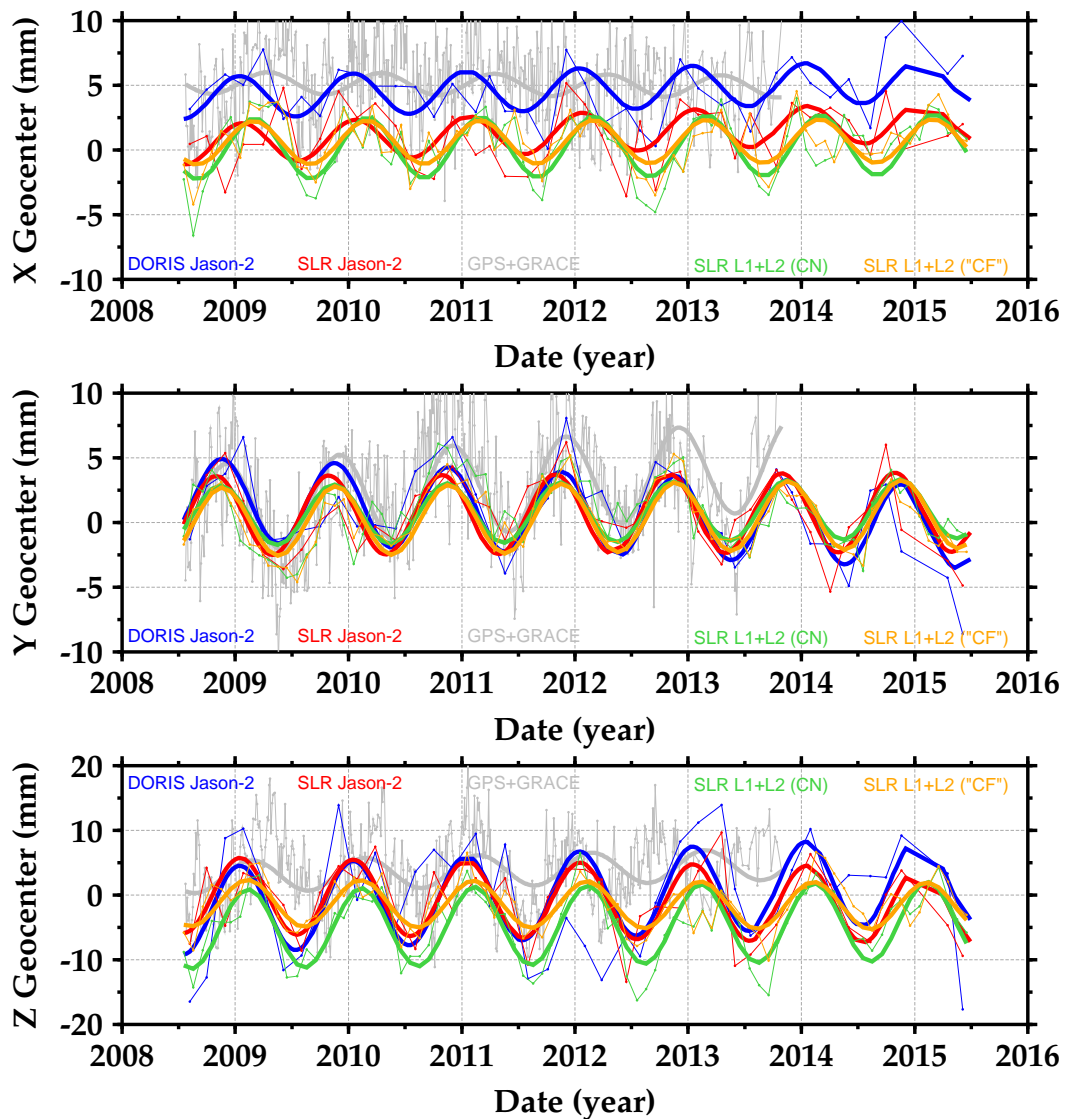 10
5
0
-5
-10
X Geocenter (mm)
DORIS Jason-2 SLR Jason-2 GPS+GRACE SLR L1+L2 (CN) SLR L1+L2 ("CF")
2008 2009 2010 2011 2012 2013 2014 2015 2016
Date (year)
10
5
0
-5
-10
Y Geocenter (mm)
DORIS Jason-2 SLR Jason-2 GPS+GRACE SLR L1+L2 (CN) SLR L1+L2 ("CF")
2008 2009 2010 2011 2012 2013 2014 2015 2016
Date (year)
20
10
0
-10
-20
Z Geocenter (mm)
DORIS Jason-2 SLR Jason-2 GPS+GRACE SLR L1+L2 (CN) SLR L1+L2 ("CF")
2008 2009 2010 2011 2012 2013 2014 2015 2016
Date (year)